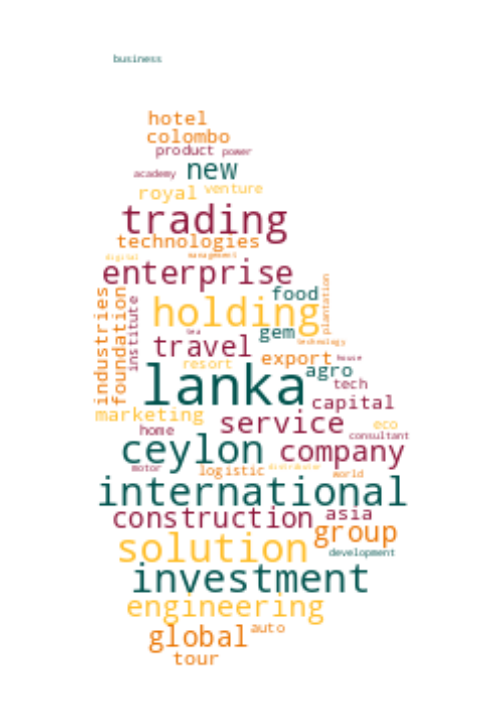 business
hotel
colombo
product power
academy new
royal venture
trading
technologies
digital management
enterprise
food
holding
plantation
industries
foundation
institute
tea gem technology
travel export house
resort agro
lanka tech
capital
marketing service eco
home consultant
ceylon company
motor logistic distributor world
international
construction asia
group
solution development
investment
engineering
global auto
tour